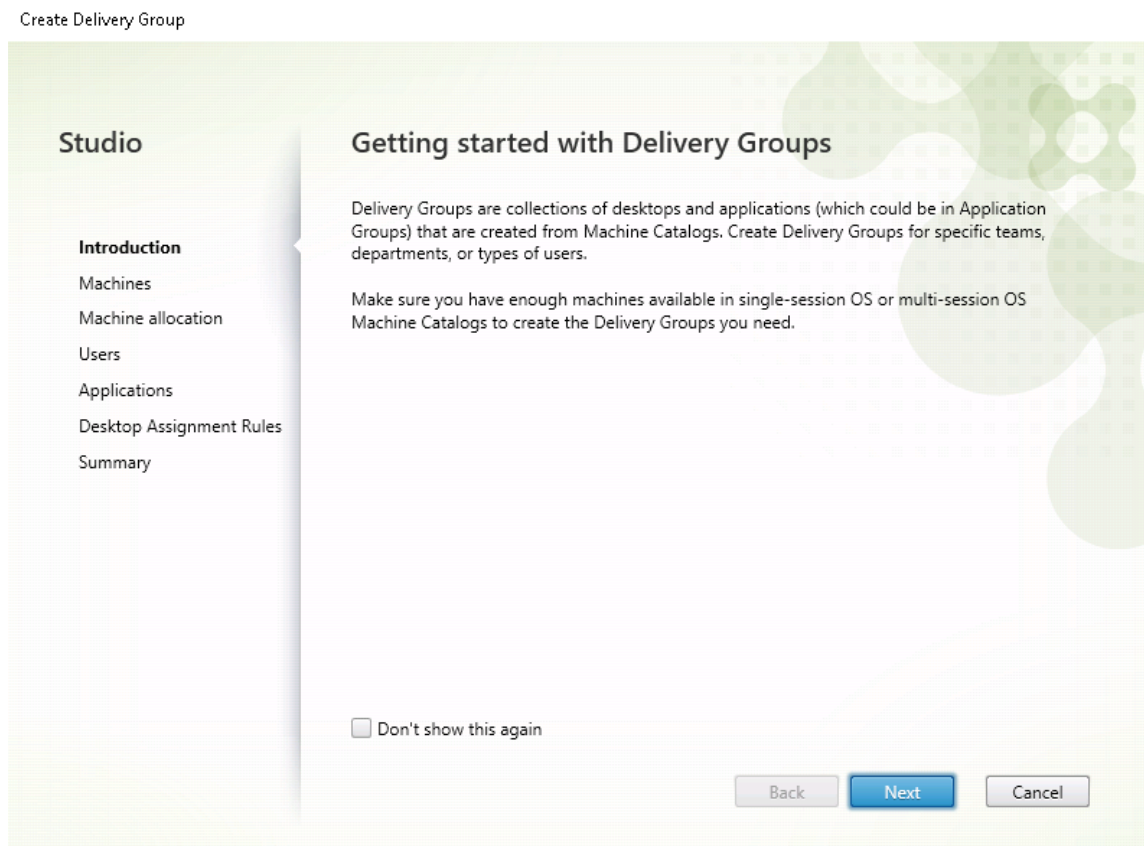 Create Delivery Group
Studio
Introduction
Machines
Machine allocation
Users
Applications
Desktop Assignment Rules
Summary
Getting started with Delivery Groups
Delivery Groups are collections of desktops and applications (which could be in Application
Groups) that are created from Machine Catalogs. Create Delivery Groups for specific teams,
departments, or types of users.
Make sure you have enough machines available in single-session OS or multi-session OS
Machine Catalogs to create the Delivery Groups you need.
Don't show this again
Back
Next
Cancel